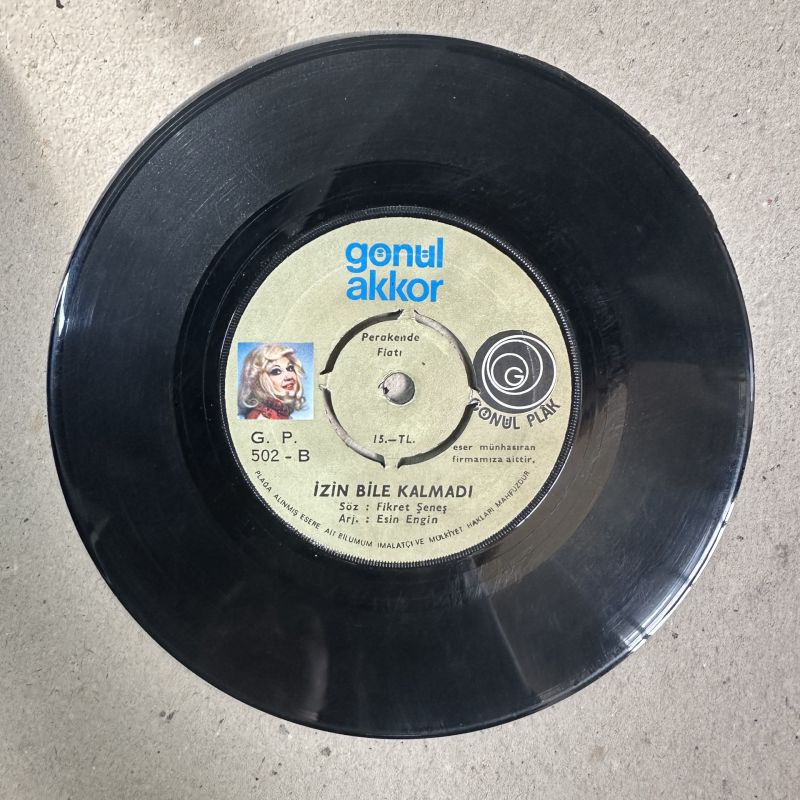 gönül
akkor
Perakende
Fiatı
15.—TL.
G
GÖNÜL PLÂK
G. P.
502 - B
eser münhasıran
firmamıza aittir.
İZİN BİLE KALMADI
Söz : Fikret Şeneş
Arj. : Esin Engin
PLAĞA ALINMIŞ ESERE AİT BİLUMUM İMALATÇI VE MÜLKİYET HAKLARI MAHFUZDUR